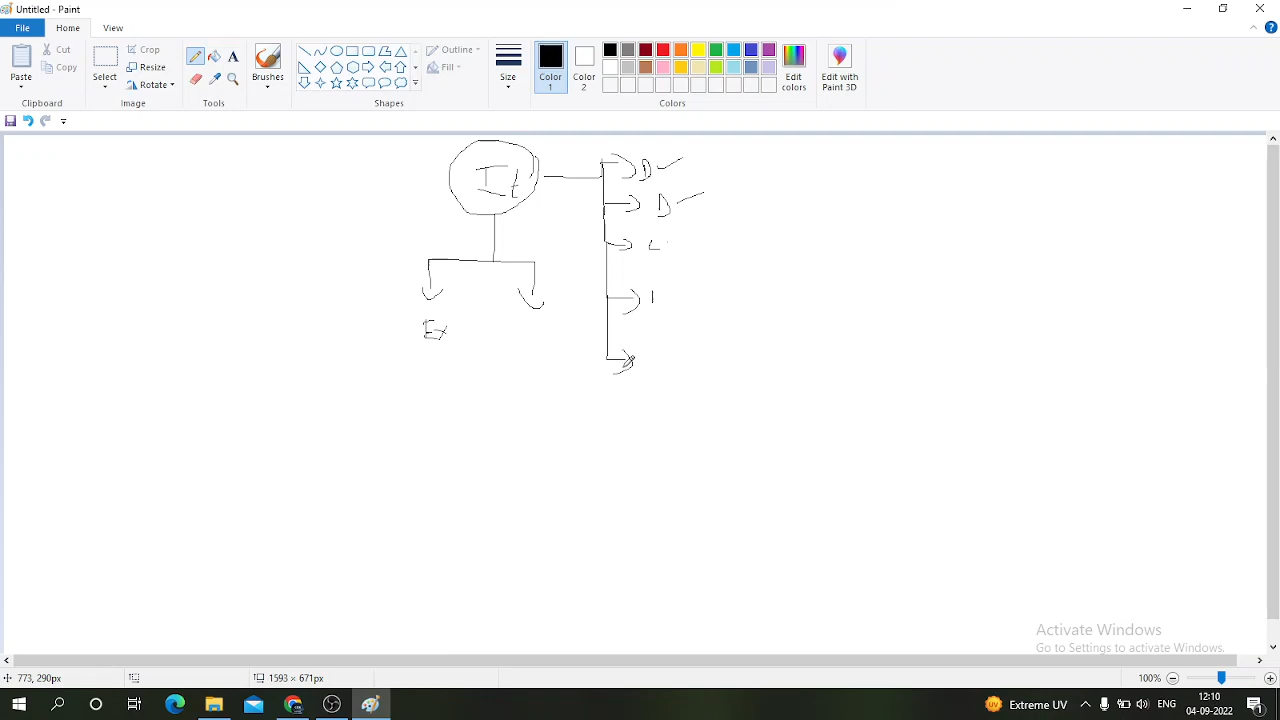 Untitled - Paint
File Home View
Paste Cut Copy
Clipboard
Select Crop Resize Rotate
Image
Tools
Brushes
Shapes
Outline Fill
Size
Color 1
Color 2
Colors
Edit colors
Edit with Paint 3D
It
D
D
L
I
Ex
Activate Windows
Go to Settings to activate Windows.
773, 290px
1593 × 671px
100%
Extreme UV
ENG
12:10
04-09-2022